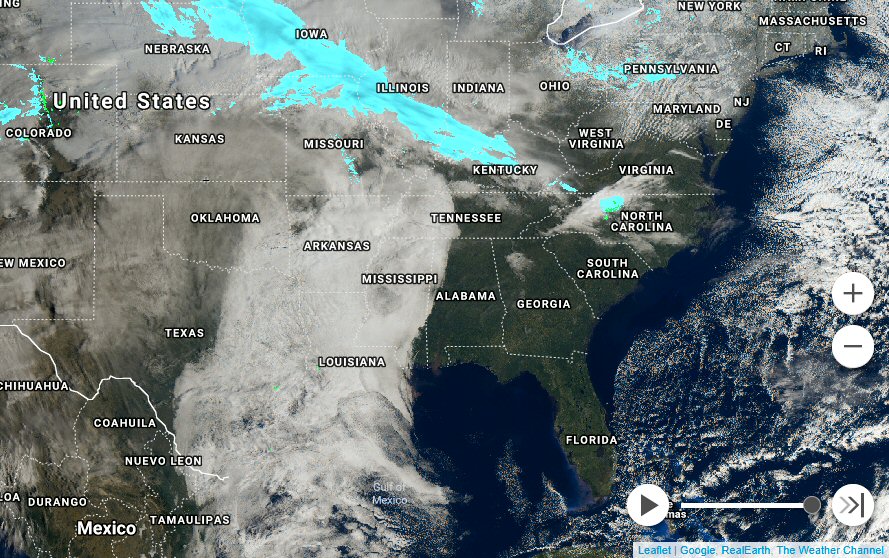 ING
NEW YORK
MASSACHUSETTS
NEBRASKA
IOWA
CT
RI
PENNSYLVANIA
ILLINOIS
INDIANA
OHIO
United States
MARYLAND
NJ
DE
COLORADO
KANSAS
MISSOURI
WEST
VIRGINIA
KENTUCKY
VIRGINIA
OKLAHOMA
TENNESSEE
NORTH
CAROLINA
ARKANSAS
EW MEXICO
MISSISSIPPI
SOUTH
CAROLINA
ALABAMA
GEORGIA
TEXAS
LOUISIANA
CHIHUAHUA
COAHUILA
FLORIDA
NUEVO LEON
Gulf of
Mexico
LOA
DURANGO
Mexico
TAMAULIPAS
mas
Leaflet | Google, RealEarth, The Weather Channel